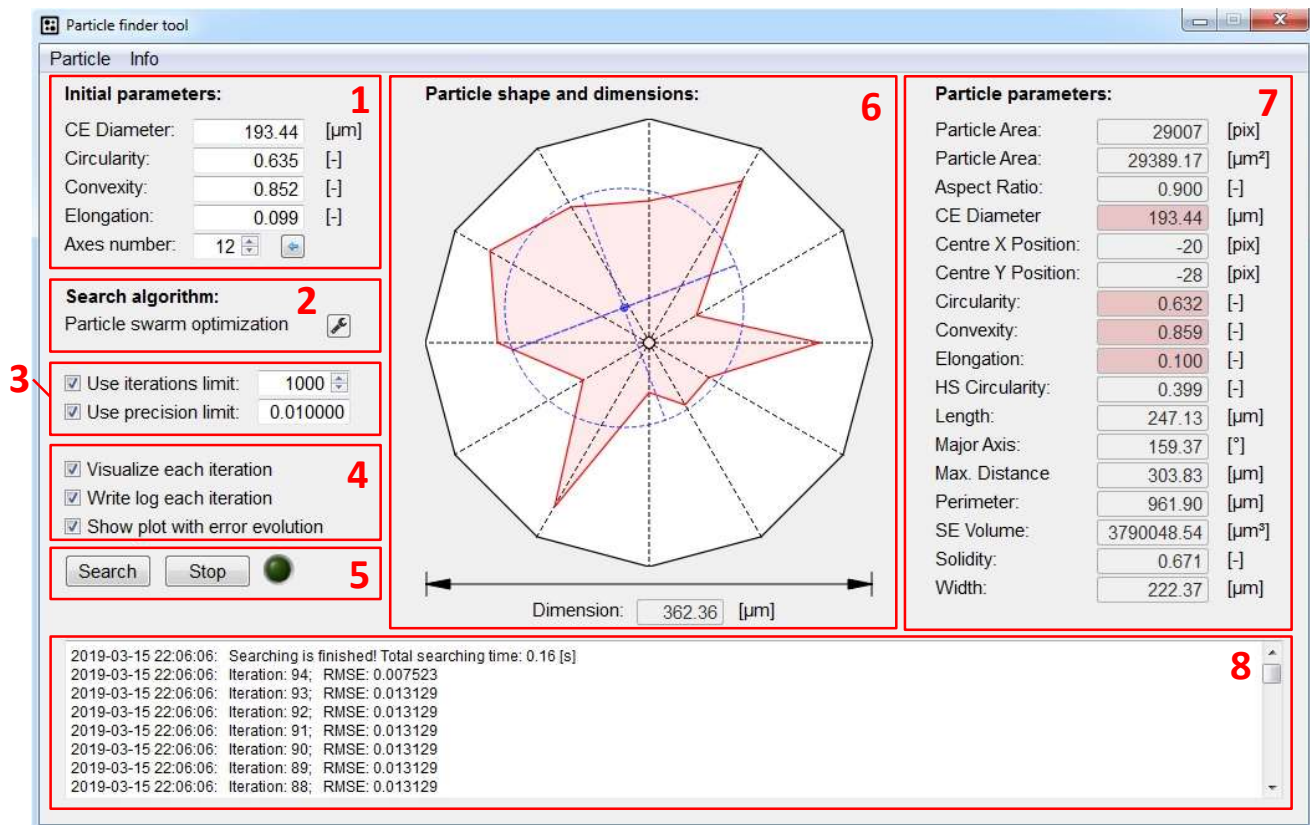 Particle finder tool
Particle Info
Initial parameters: 1
CE Diameter: 193.44 [µm]
Circularity: 0.635 [-]
Convexity: 0.852 [-]
Elongation: 0.099 [-]
Axes number: 12
Search algorithm: 2
Particle swarm optimization
3
Use iterations limit: 1000
Use precision limit: 0.010000
4
Visualize each iteration
Write log each iteration
Show plot with error evolution
Search Stop 5
Particle shape and dimensions: 6
Dimension: 362.36 [µm]
Particle parameters: 7
Particle Area: 29007 [pix]
Particle Area: 29389.17 [µm²]
Aspect Ratio: 0.900 [-]
CE Diameter 193.44 [µm]
Centre X Position: -20 [pix]
Centre Y Position: -28 [pix]
Circularity: 0.632 [-]
Convexity: 0.859 [-]
Elongation: 0.100 [-]
HS Circularity: 0.399 [-]
Length: 247.13 [µm]
Major Axis: 159.37 [°]
Max. Distance 303.83 [µm]
Perimeter: 961.90 [µm]
SE Volume: 3790048.54 [µm³]
Solidity: 0.671 [-]
Width: 222.37 [µm]
8
2019-03-15 22:06:06: Searching is finished! Total searching time: 0.16 [s]
2019-03-15 22:06:06: Iteration: 94; RMSE: 0.007523
2019-03-15 22:06:06: Iteration: 93; RMSE: 0.013129
2019-03-15 22:06:06: Iteration: 92; RMSE: 0.013129
2019-03-15 22:06:06: Iteration: 91; RMSE: 0.013129
2019-03-15 22:06:06: Iteration: 90; RMSE: 0.013129
2019-03-15 22:06:06: Iteration: 89; RMSE: 0.013129
2019-03-15 22:06:06: Iteration: 88; RMSE: 0.013129